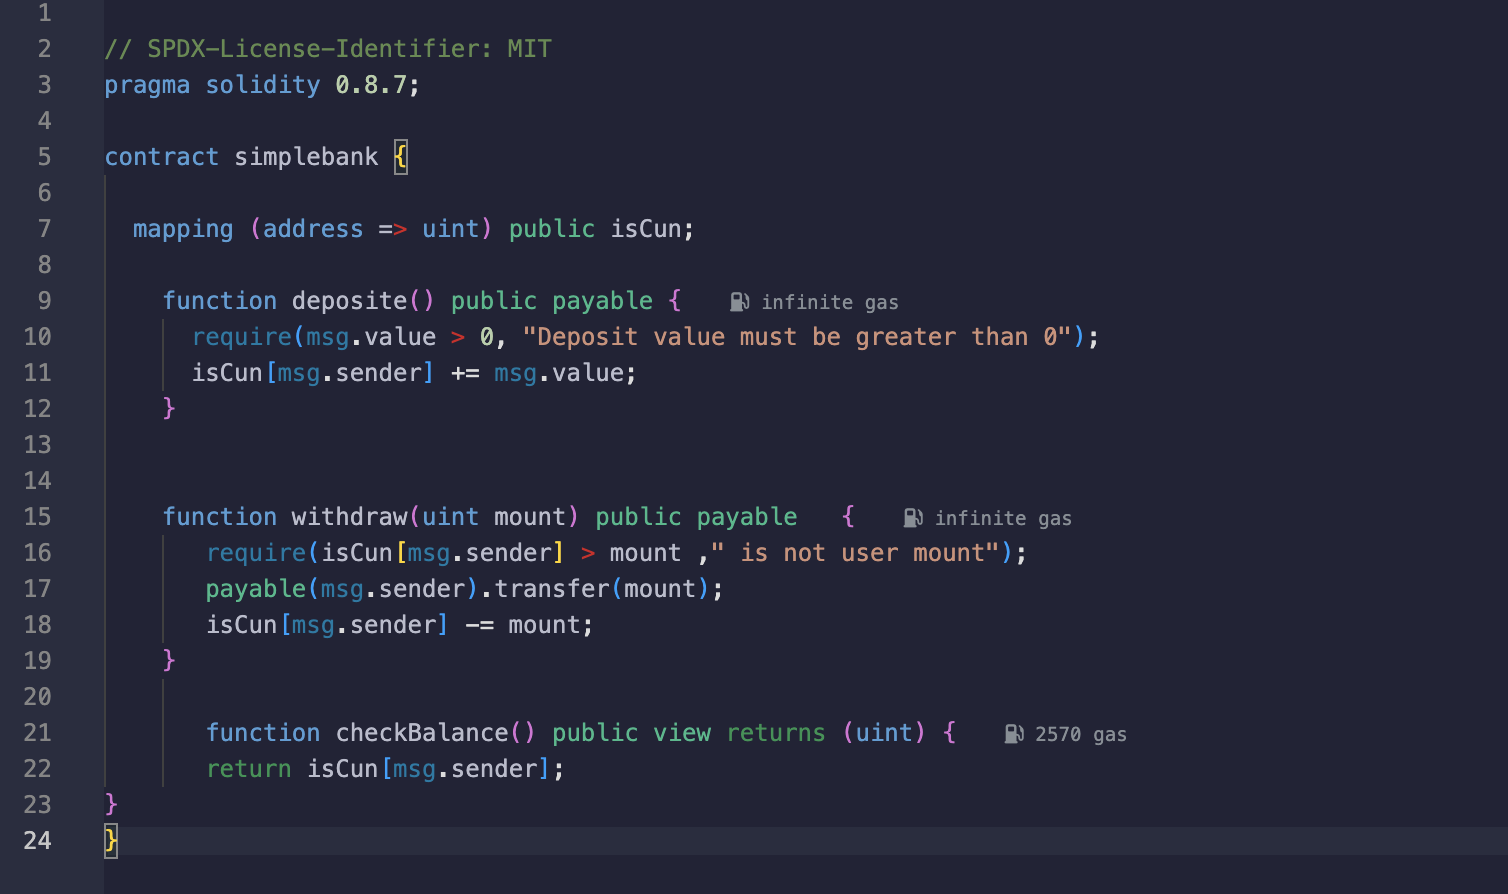 1
2 // SPDX-License-Identifier: MIT
3 pragma solidity 0.8.7;
4
5 contract simplebank {
6
7 mapping (address => uint) public isCun;
8
9 function deposite() public payable { infinite gas
10 require(msg.value > 0, "Deposit value must be greater than 0");
11 isCun[msg.sender] += msg.value;
12 }
13
14
15 function withdraw(uint mount) public payable { infinite gas
16 require(isCun[msg.sender] > mount ," is not user mount");
17 payable(msg.sender).transfer(mount);
18 isCun[msg.sender] -= mount;
19 }
20
21 function checkBalance() public view returns (uint) { 2570 gas
22 return isCun[msg.sender];
23 }
24 }